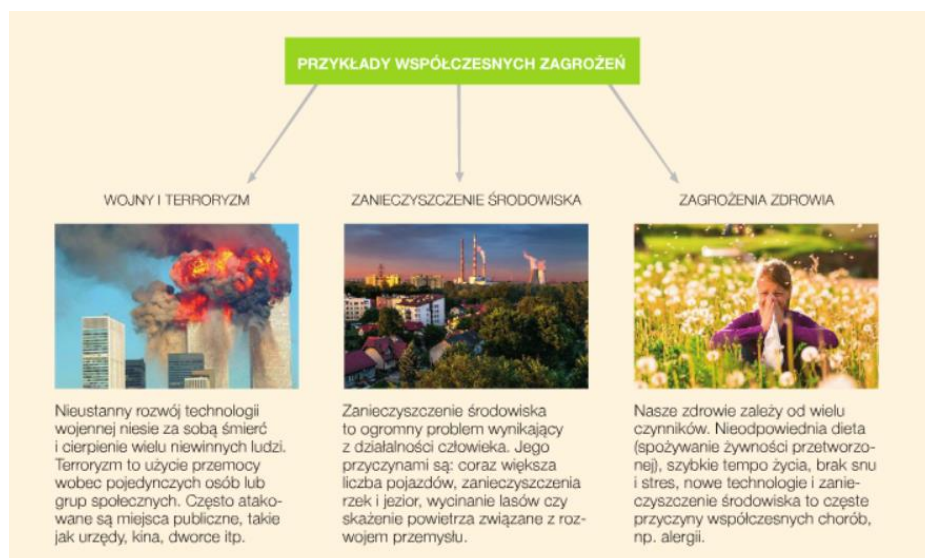 PRZYKŁADY WSPÓŁCZESNYCH ZAGROŻEŃ
WOJNY I TERRORYZM
Nieustanny rozwój technologii
wojennej niesie za sobą śmierć
i cierpienie wielu niewinnych ludzi.
Terroryzm to użycie przemocy
wobec pojedynczych osób lub
grup społecznych. Często atako-
wane są miejsca publiczne, takie
jak urzędy, kina, dworce itp.
ZANIECZYSZCZENIE ŚRODOWISKA
Zanieczyszczenie środowiska
to ogromny problem wynikający
z działalności człowieka. Jego
przyczynami są: coraz większa
liczba pojazdów, zanieczyszczenia
rzek i jezior, wycinanie lasów czy
skażenie powietrza związane z roz-
wojem przemysłu.
ZAGROŻENIA ZDROWIA
Nasze zdrowie zależy od wielu
czynników. Nieodpowiednia dieta
(spożywanie żywności przetworzo-
nej), szybkie tempo życia, brak snu
i stres, nowe technologie i zanie-
czyszczenie środowiska to częste
przyczyny współczesnych chorób,
np. alergii.